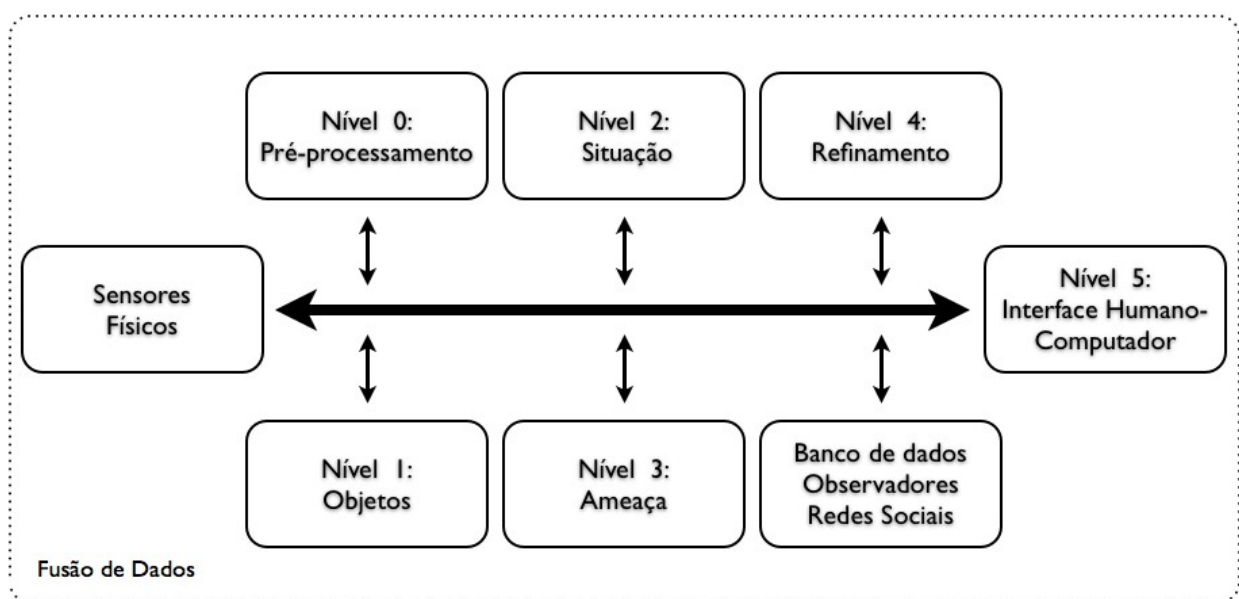 Nível 0:
Pré-processamento
Nível 2:
Situação
Nível 4:
Refinamento
Sensores
Físicos
Nível 5:
Interface Humano-
Computador
Nível 1:
Objetos
Nível 3:
Ameaça
Banco de dados
Observadores
Redes Sociais
Fusão de Dados